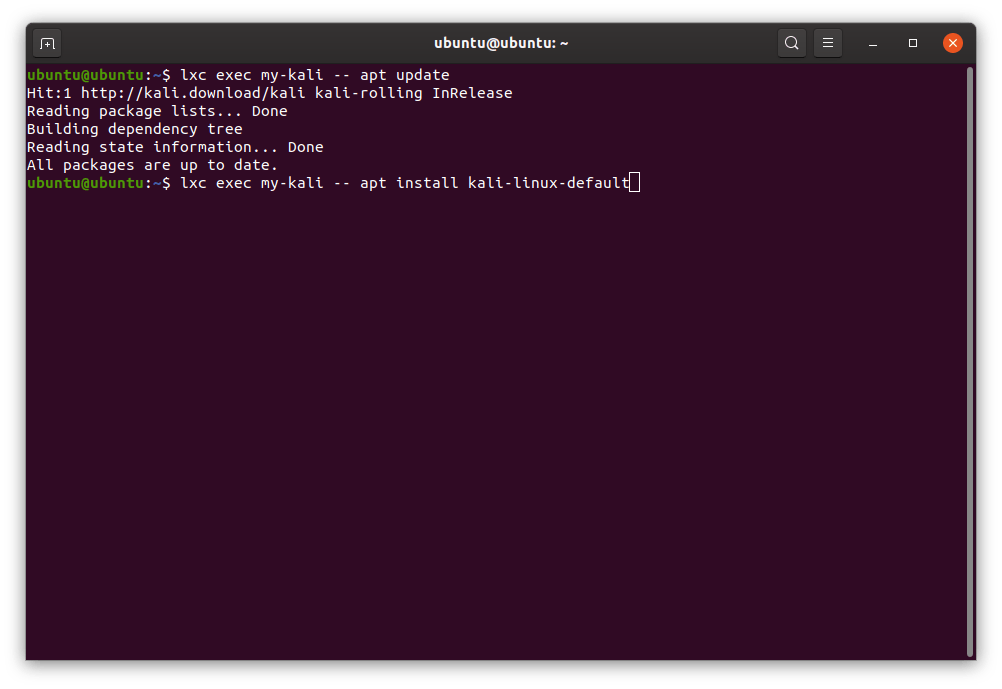 ubuntu@ubuntu: ~
ubuntu@ubuntu:~$ lxc exec my-kali -- apt update
Hit:1 http://kali.download/kali kali-rolling InRelease
Reading package lists... Done
Building dependency tree
Reading state information... Done
All packages are up to date.
ubuntu@ubuntu:~$ lxc exec my-kali -- apt install kali-linux-default